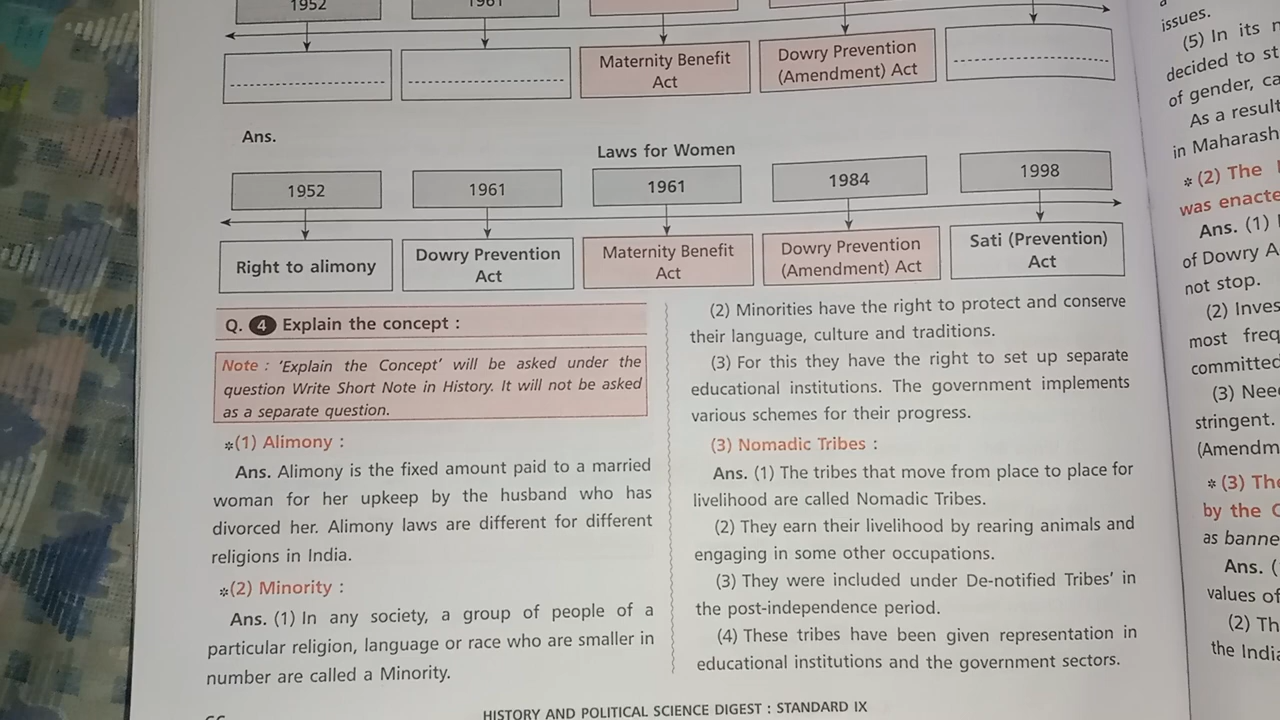 1952
1961
Maternity Benefit
Act
Dowry Prevention
(Amendment) Act
Ans.
Laws for Women
1952
1961
1961
1984
1998
Right to alimony
Dowry Prevention
Act
Maternity Benefit
Act
Dowry Prevention
(Amendment) Act
Sati (Prevention)
Act
Q. 4 Explain the concept :
Note : 'Explain the Concept' will be asked under the
question Write Short Note in History. It will not be asked
as a separate question.
*(1) Alimony :
Ans. Alimony is the fixed amount paid to a married
woman for her upkeep by the husband who has
divorced her. Alimony laws are different for different
religions in India.
*(2) Minority :
Ans. (1) In any society, a group of people of a
particular religion, language or race who are smaller in
number are called a Minority.
(2) Minorities have the right to protect and conserve
their language, culture and traditions.
(3) For this they have the right to set up separate
educational institutions. The government implements
various schemes for their progress.
(3) Nomadic Tribes :
Ans. (1) The tribes that move from place to place for
livelihood are called Nomadic Tribes.
(2) They earn their livelihood by rearing animals and
engaging in some other occupations.
(3) They were included under De-notified Tribes' in
the post-independence period.
(4) These tribes have been given representation in
educational institutions and the government sectors.
HISTORY AND POLITICAL SCIENCE DIGEST : STANDARD IX
issues.
(5) In its
decided to
of gender,
As a result
in
*(2) The
was
Ans. (1)
of Dowry
not stop.
(2)
most
committed
(3)
stringent.
*(3)
by the
as
Ans. (
values of
(2)
the